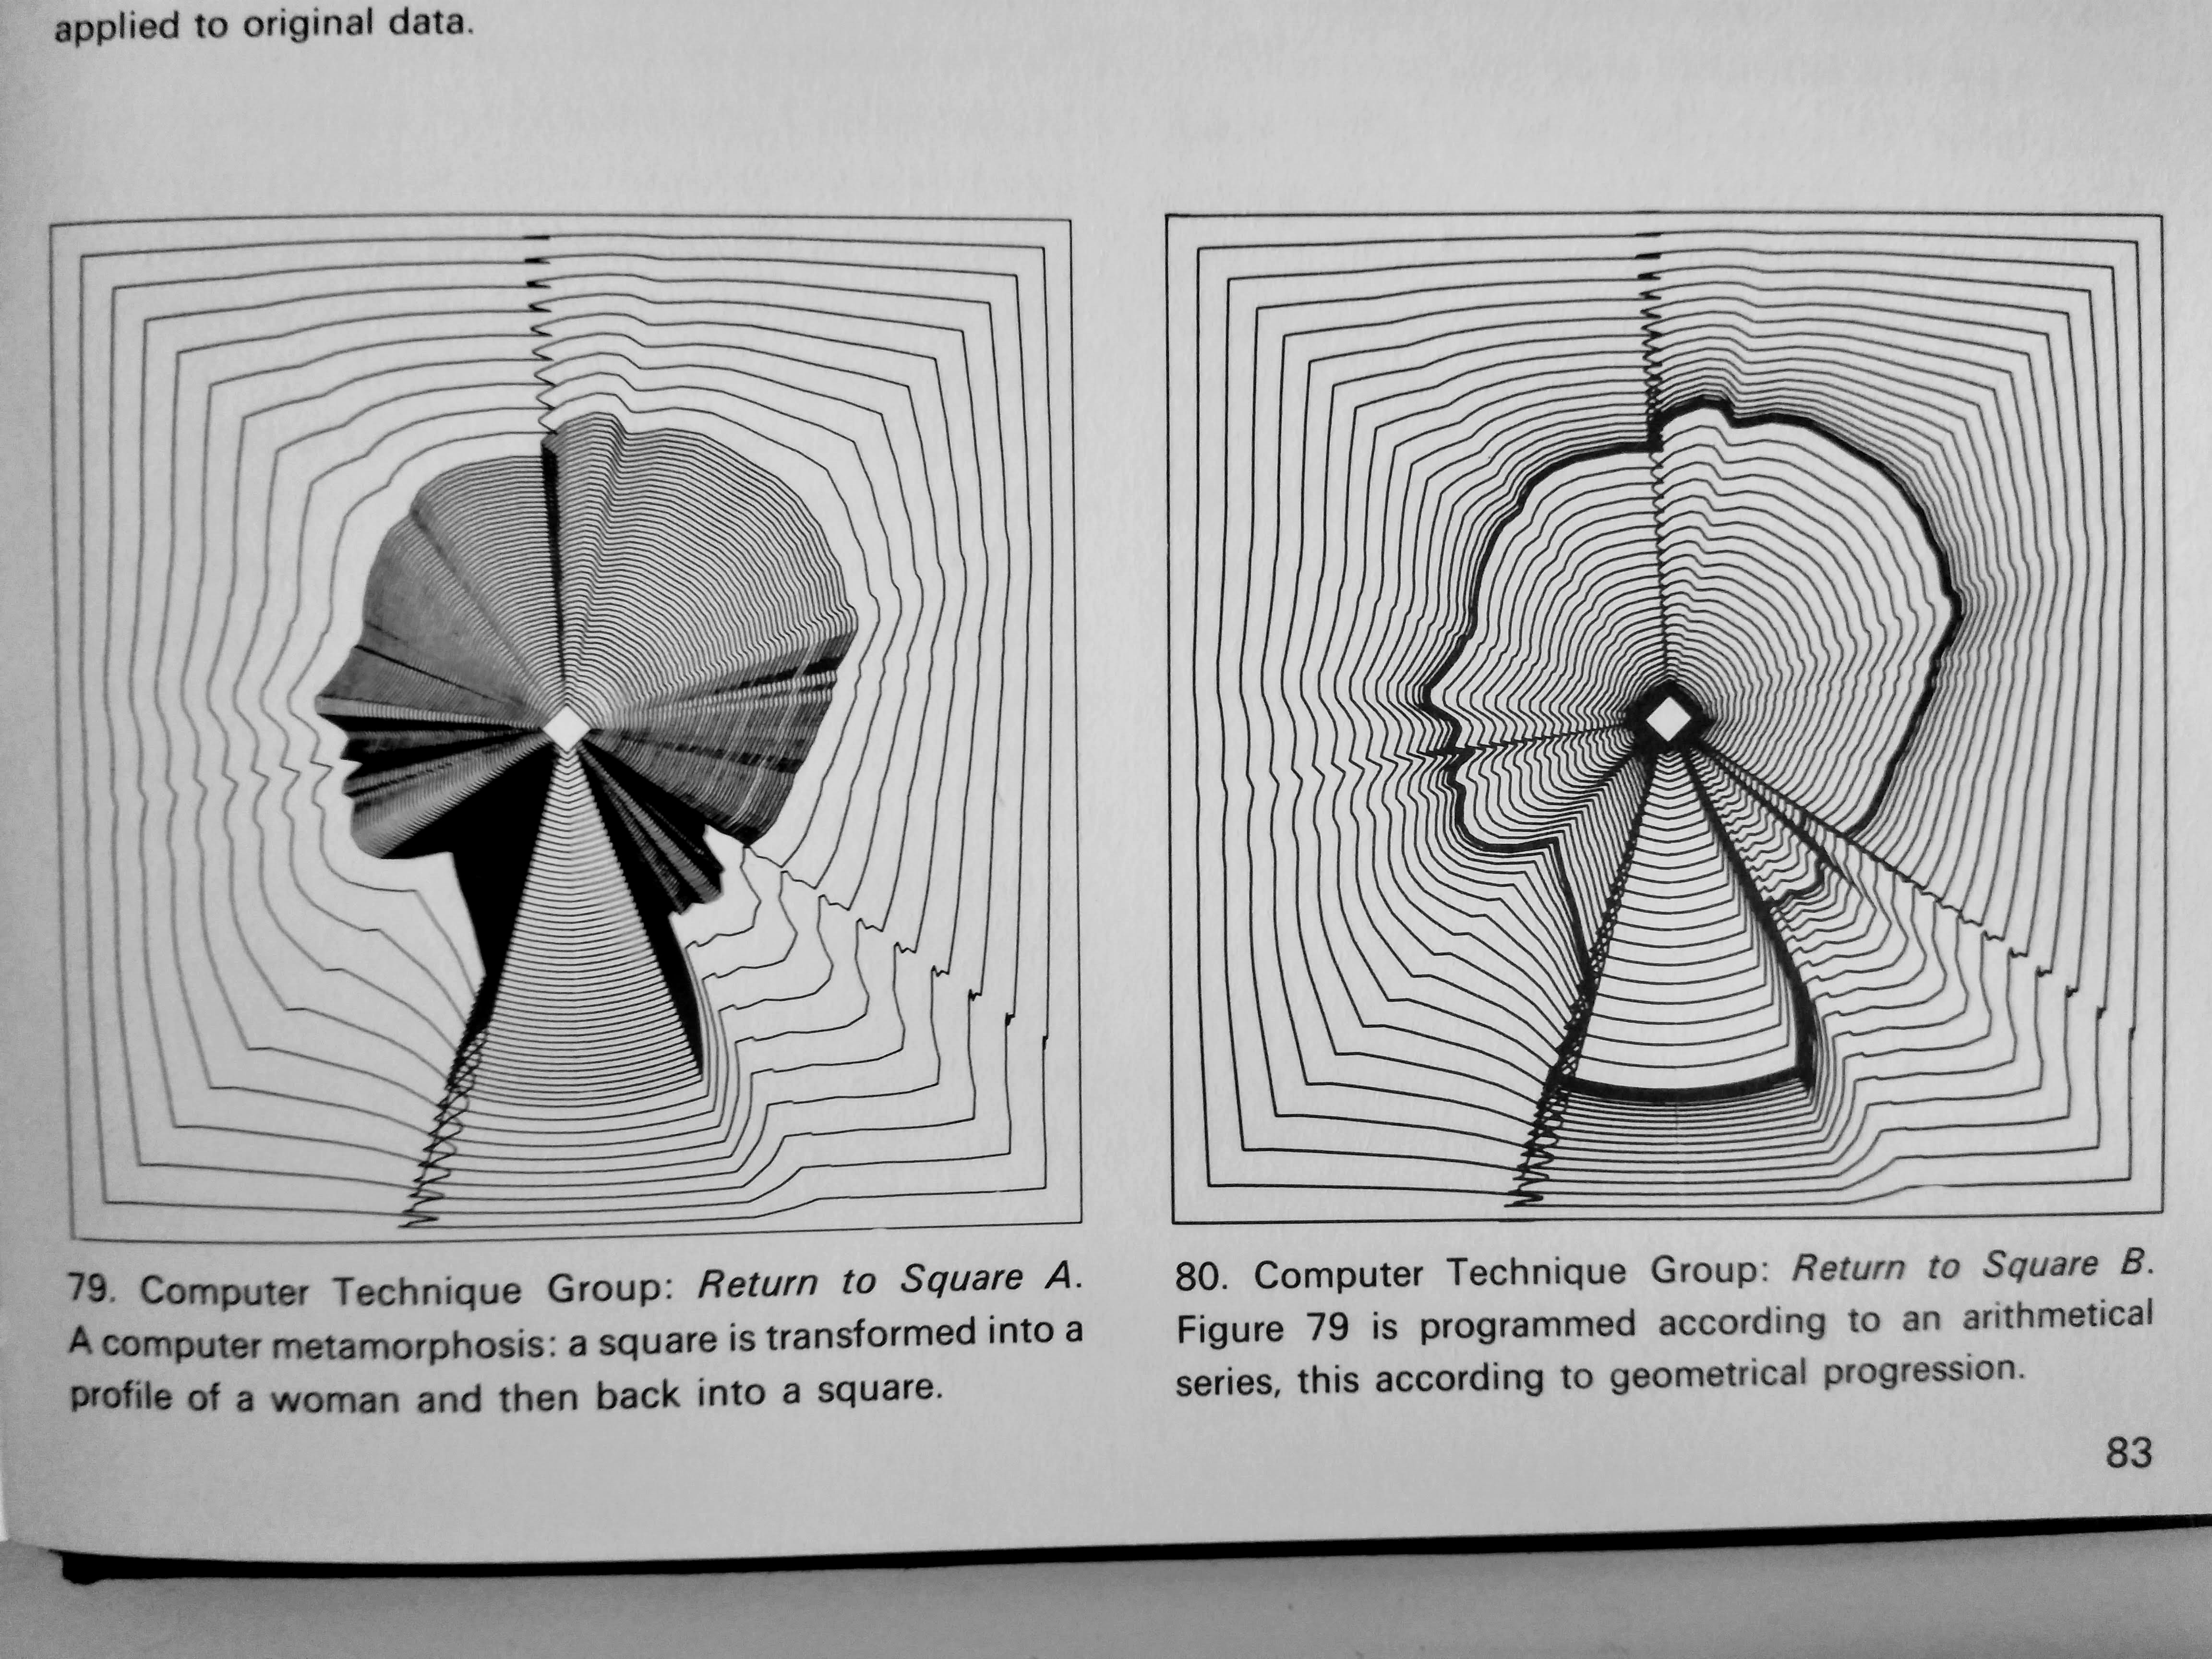 applied to original data.
79. Computer Technique Group: Return to Square A.
A computer metamorphosis: a square is transformed into a
profile of a woman and then back into a square.
80. Computer Technique Group: Return to Square B.
Figure 79 is programmed according to an arithmetical
series, this according to geometrical progression.
83